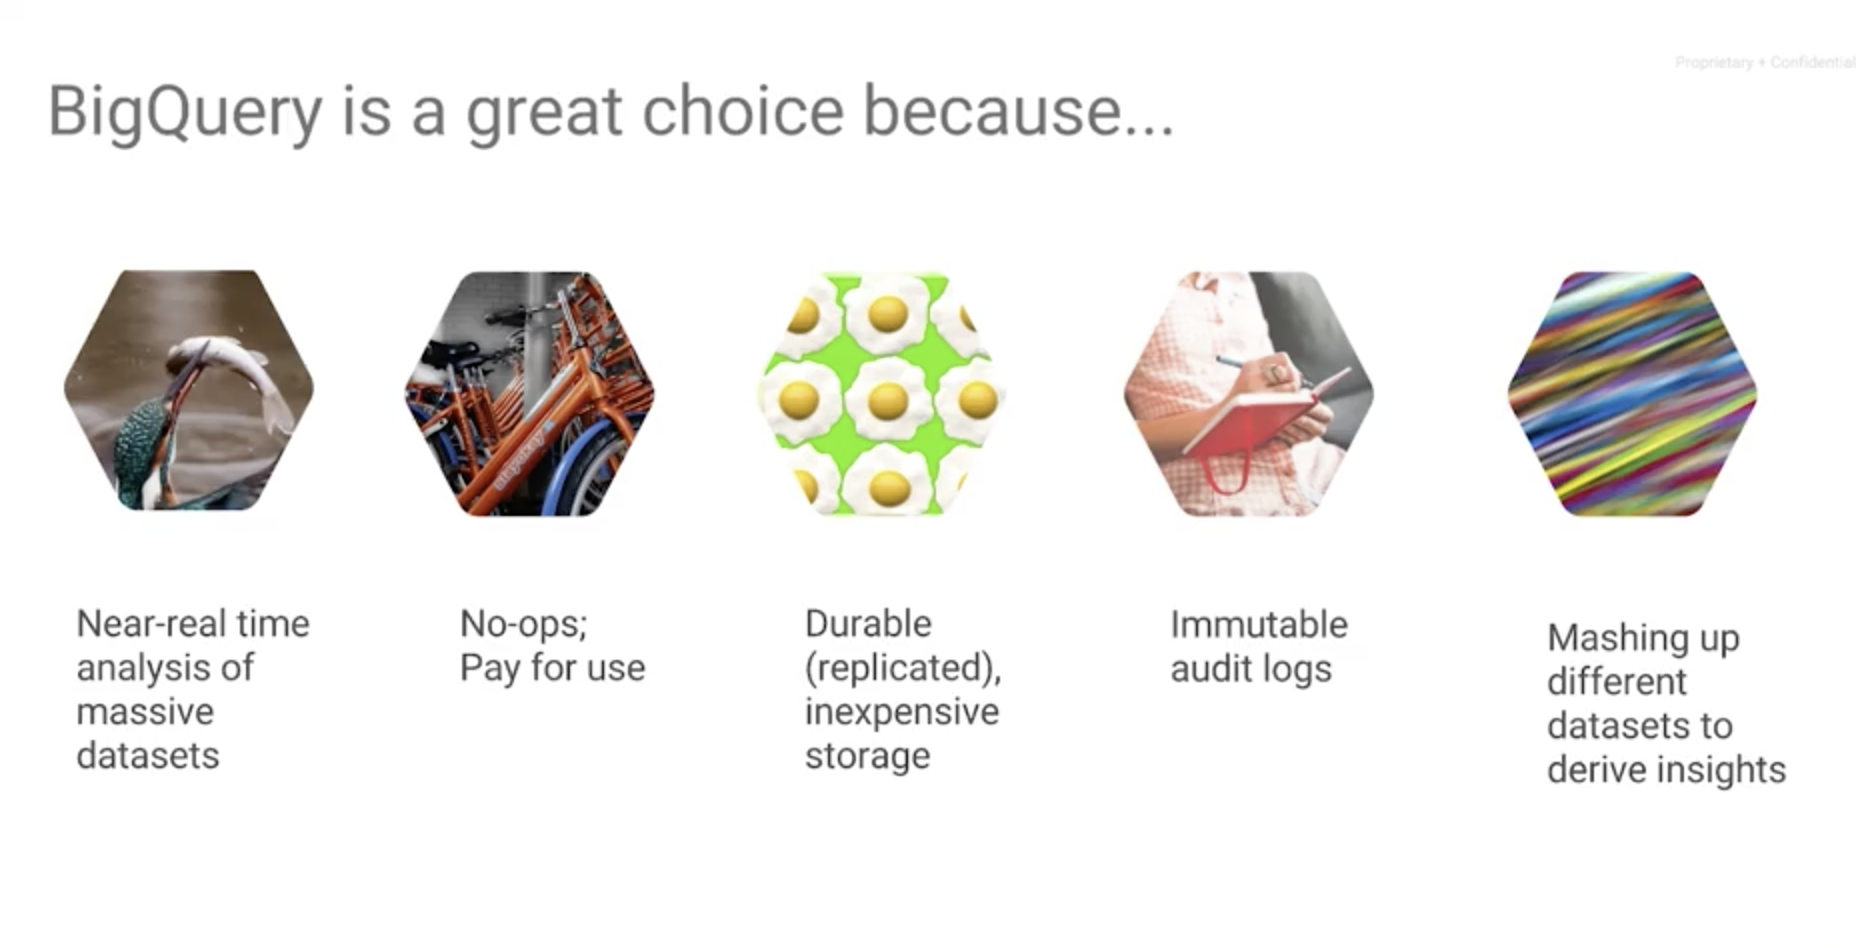 Proprietary + Confidential
BigQuery is a great choice because...
Near-real time
analysis of
massive
datasets
No-ops;
Pay for use
Durable
(replicated),
inexpensive
storage
Immutable
audit logs
Mashing up
different
datasets to
derive insights